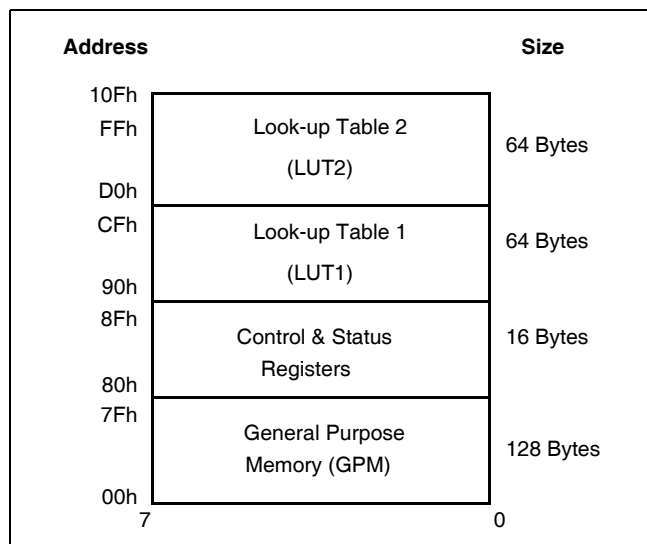 Address Size
10Fh
FFh Look-up Table 2
(LUT2) 64 Bytes
D0h
CFh Look-up Table 1 64 Bytes
(LUT1)
90h
8Fh Control & Status 16 Bytes
Registers
80h
7Fh General Purpose
Memory (GPM) 128 Bytes
00h
7 0